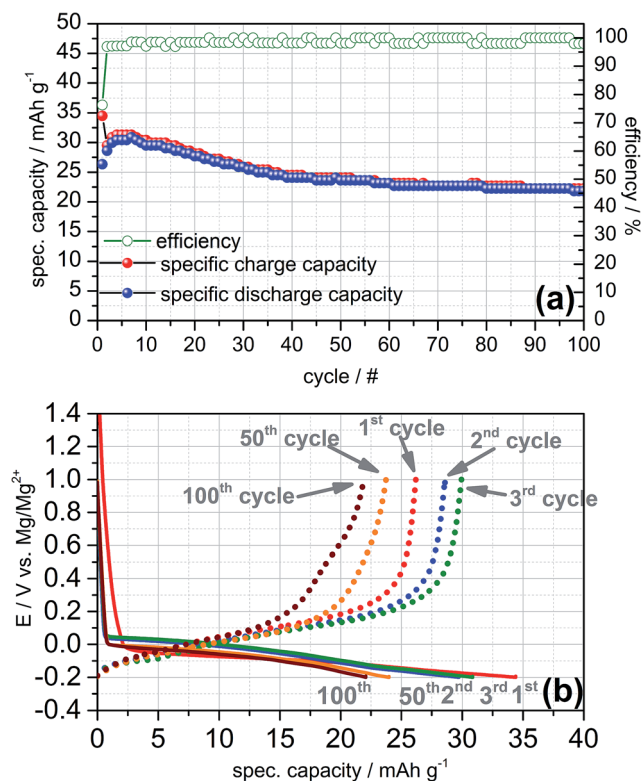 50
45
40
35
30
25
20
15
10
5
0
spec. capacity / mAh g⁻¹
100
90
80
70
60
50
40
30
20
10
0
efficiency / %
efficiency
specific charge capacity
specific discharge capacity
(a)
0 10 20 30 40 50 60 70 80 90 100
cycle / #
1.4
1.2
1.0
0.8
0.6
0.4
0.2
0.0
-0.2
-0.4
E / V vs. Mg/Mg²⁺
50ᵗʰ cycle
1ˢᵗ cycle
2ⁿᵈ cycle
100ᵗʰ cycle
3ʳᵈ cycle
100ᵗʰ 50ᵗʰ 2ⁿᵈ 3ʳᵈ 1ˢᵗ
(b)
0 5 10 15 20 25 30 35 40
spec. capacity / mAh g⁻¹